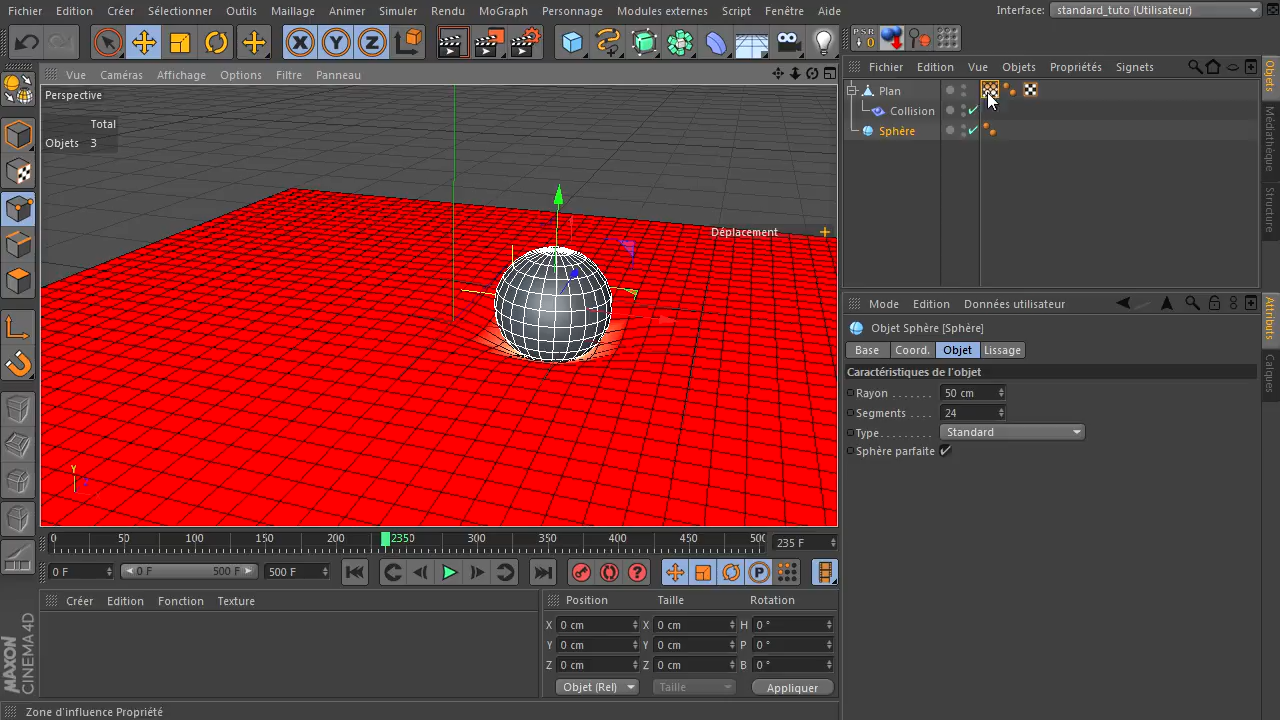 Fichier Edition Créer Sélectionner Outils Maillage Animer Simuler Rendu MoGraph Personnage Modules externes Script Fenêtre Aide Interface: standard_tuto (Utilisateur)
X Y Z
PSR
0
Vue Caméras Affichage Options Filtre Panneau
Fichier Edition Vue Objets Propriétés Signets
Perspective
Total
Objets 3
Plan
Collision
Sphère
Objets
Médiathèque
Structure
Déplacement
Mode Edition Données utilisateur
Objet Sphère [Sphère]
Base Coord. Objet Lissage
Caractéristiques de l'objet
Rayon 50 cm
Segments 24
Type Standard
Sphère parfaite
Attributs
Calques
Y
0 50 100 150 200 2350 300 350 400 450 500 235 F
0 F 0 F 500 F 500 F
P
Créer Edition Fonction Texture
Position Taille Rotation
X 0 cm X 0 cm H 0 °
Y 0 cm Y 0 cm P 0 °
Z 0 cm Z 0 cm B 0 °
Objet (Rel) Taille Appliquer
MAXON
CINEMA 4D
Zone d'influence Propriété